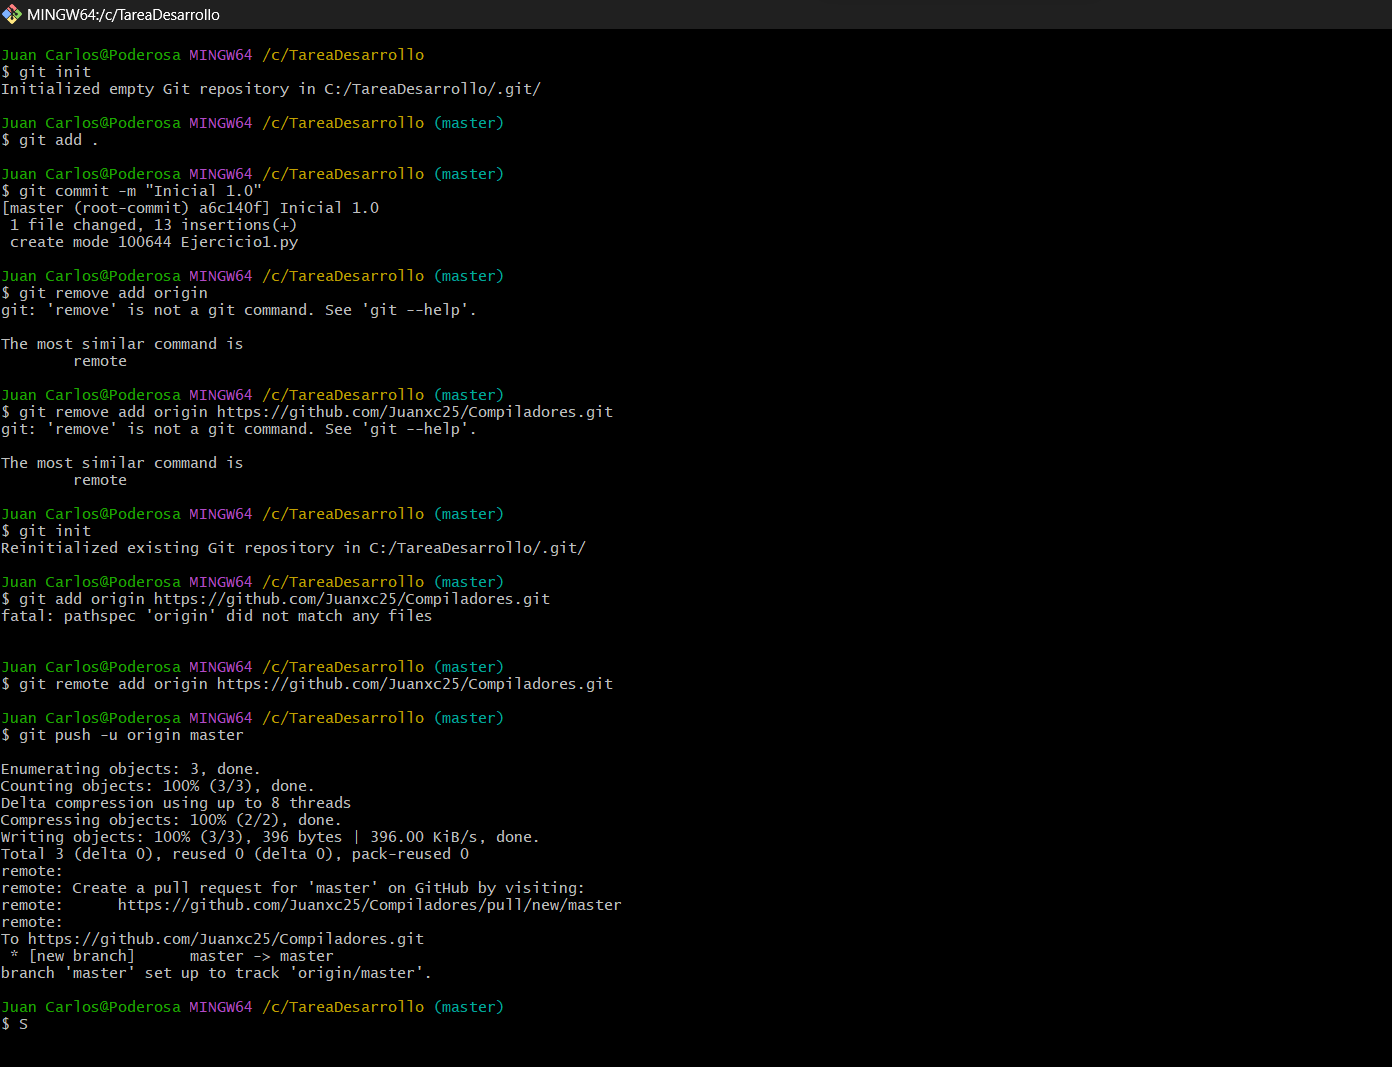 MINGW64:/c/TareaDesarrollo
Juan Carlos@Poderosa MINGW64 /c/TareaDesarrollo
$ git init
Initialized empty Git repository in C:/TareaDesarrollo/.git/
Juan Carlos@Poderosa MINGW64 /c/TareaDesarrollo (master)
$ git add .
Juan Carlos@Poderosa MINGW64 /c/TareaDesarrollo (master)
$ git commit -m "Inicial 1.0"
[master (root-commit) a6c140f] Inicial 1.0
 1 file changed, 13 insertions(+)
 create mode 100644 Ejercicio1.py
Juan Carlos@Poderosa MINGW64 /c/TareaDesarrollo (master)
$ git remove add origin
git: 'remove' is not a git command. See 'git --help'.
The most similar command is
        remote
Juan Carlos@Poderosa MINGW64 /c/TareaDesarrollo (master)
$ git remove add origin https://github.com/Juanxc25/Compiladores.git
git: 'remove' is not a git command. See 'git --help'.
The most similar command is
        remote
Juan Carlos@Poderosa MINGW64 /c/TareaDesarrollo (master)
$ git init
Reinitialized existing Git repository in C:/TareaDesarrollo/.git/
Juan Carlos@Poderosa MINGW64 /c/TareaDesarrollo (master)
$ git add origin https://github.com/Juanxc25/Compiladores.git
fatal: pathspec 'origin' did not match any files
Juan Carlos@Poderosa MINGW64 /c/TareaDesarrollo (master)
$ git remote add origin https://github.com/Juanxc25/Compiladores.git
Juan Carlos@Poderosa MINGW64 /c/TareaDesarrollo (master)
$ git push -u origin master
Enumerating objects: 3, done.
Counting objects: 100% (3/3), done.
Delta compression using up to 8 threads
Compressing objects: 100% (2/2), done.
Writing objects: 100% (3/3), 396 bytes | 396.00 KiB/s, done.
Total 3 (delta 0), reused 0 (delta 0), pack-reused 0
remote:
remote: Create a pull request for 'master' on GitHub by visiting:
remote:      https://github.com/Juanxc25/Compiladores/pull/new/master
remote:
To https://github.com/Juanxc25/Compiladores.git
 * [new branch]      master -> master
branch 'master' set up to track 'origin/master'.
Juan Carlos@Poderosa MINGW64 /c/TareaDesarrollo (master)
$ S